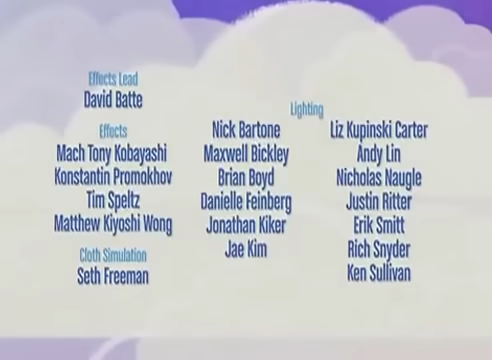 Effects Lead
David Batte
Effects
Mach Tony Kobayashi
Konstantin Promokhov
Tim Speltz
Matthew Kiyoshi Wong
Cloth Simulation
Seth Freeman
Lighting
Nick Bartone
Maxwell Bickley
Brian Boyd
Danielle Feinberg
Jonathan Kiker
Jae Kim
Liz Kupinski Carter
Andy Lin
Nicholas Naugle
Justin Ritter
Erik Smitt
Rich Snyder
Ken Sullivan